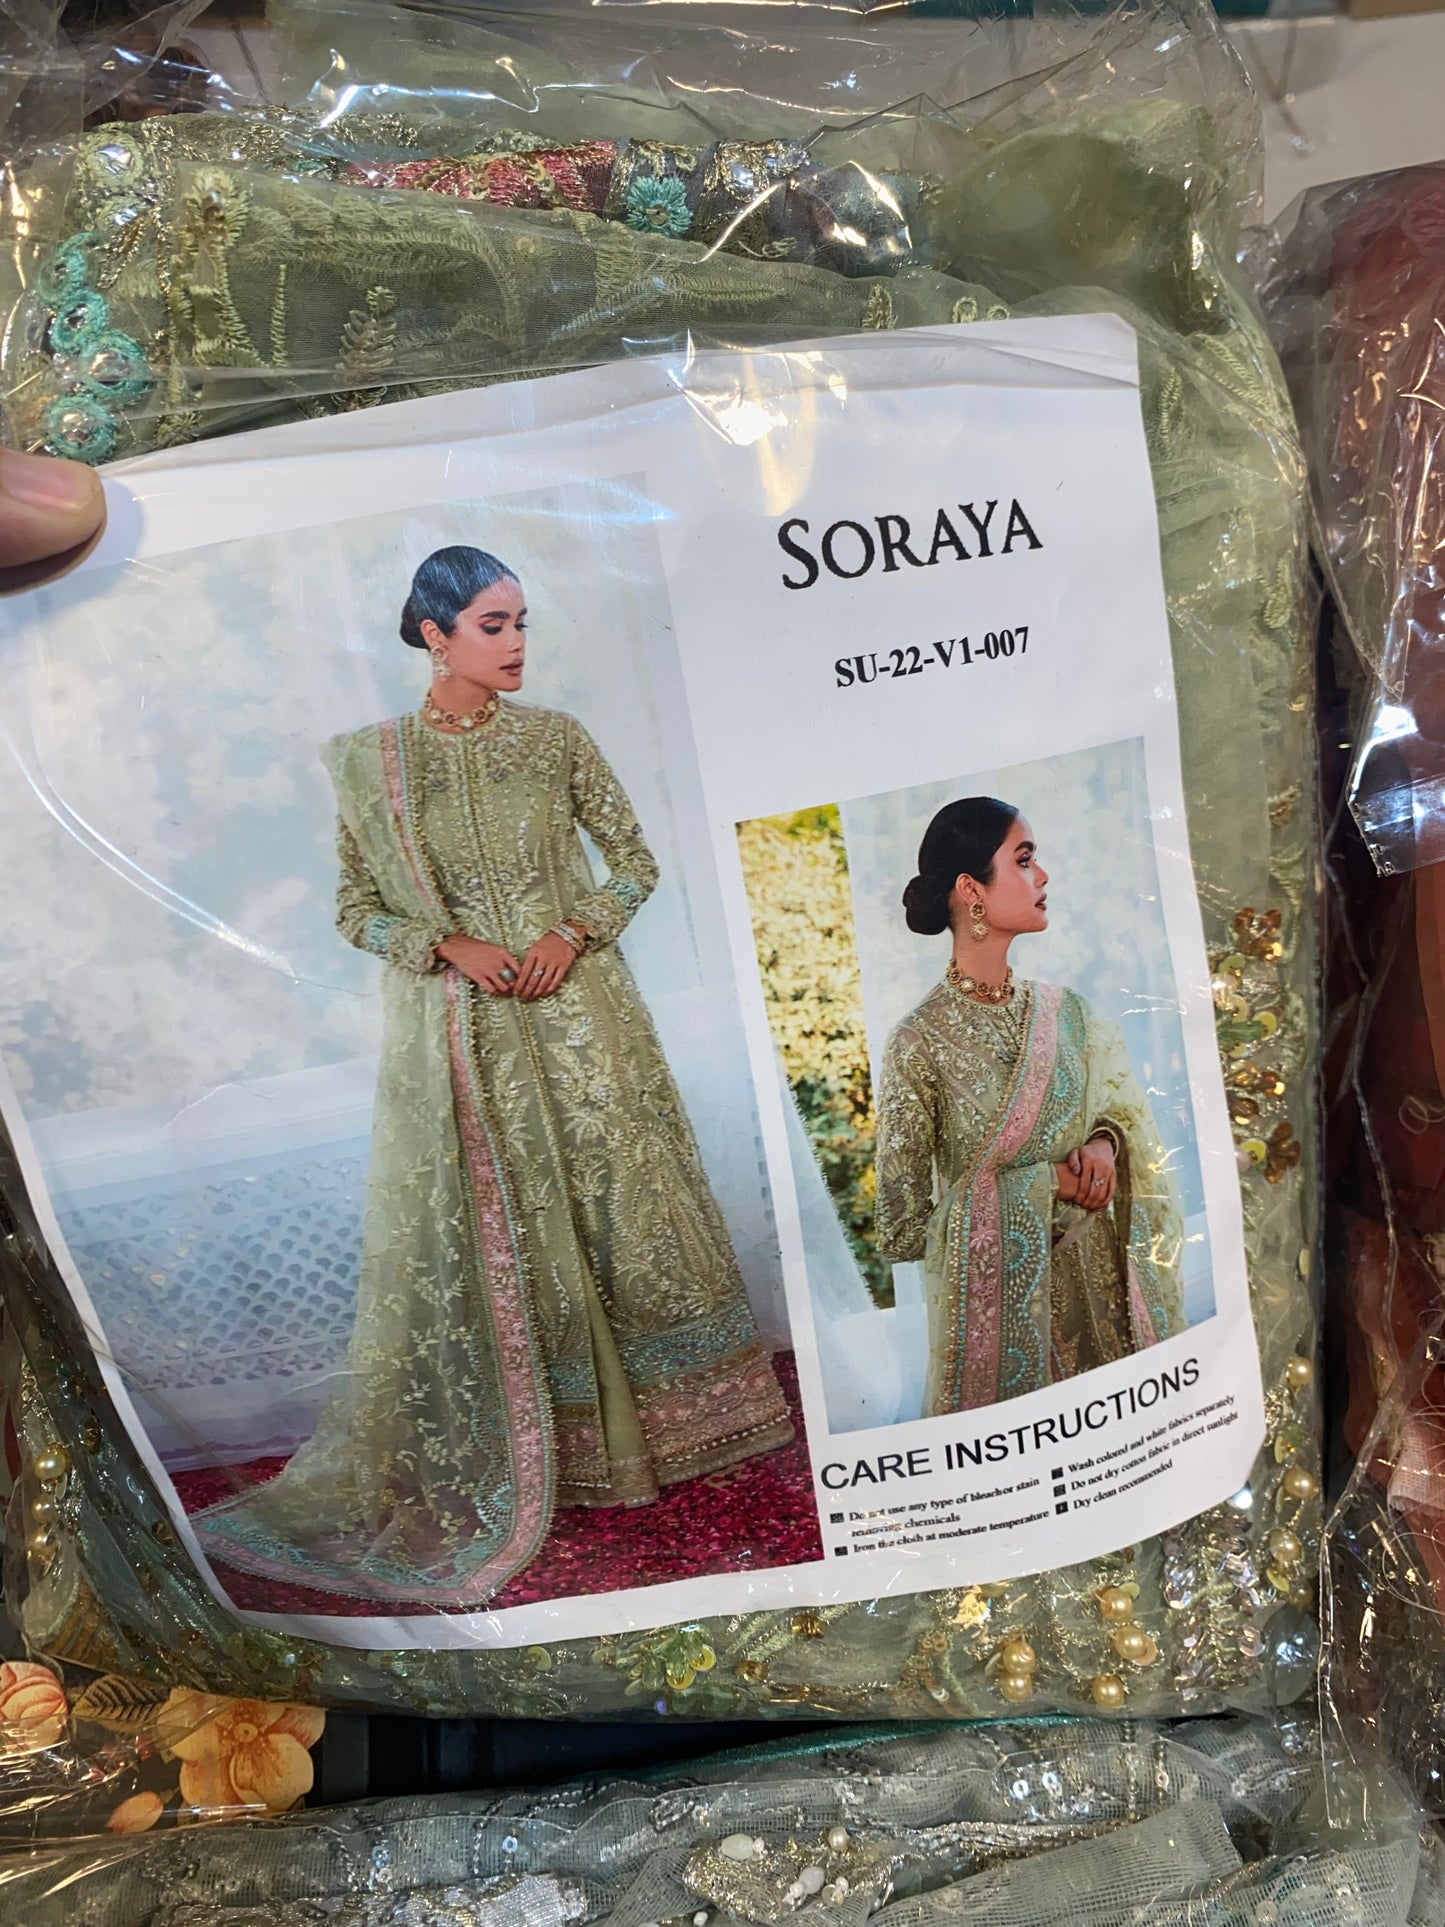 SORAYA
SU-22-V1-007
CARE INSTRUCTIONS
Do not use any type of bleach or stain
removing chemicals
Iron the cloth at moderate temperature
Wash colored and white fabrics separately
Do not dry cotton fabric in direct sunlight
Dry clean recommended